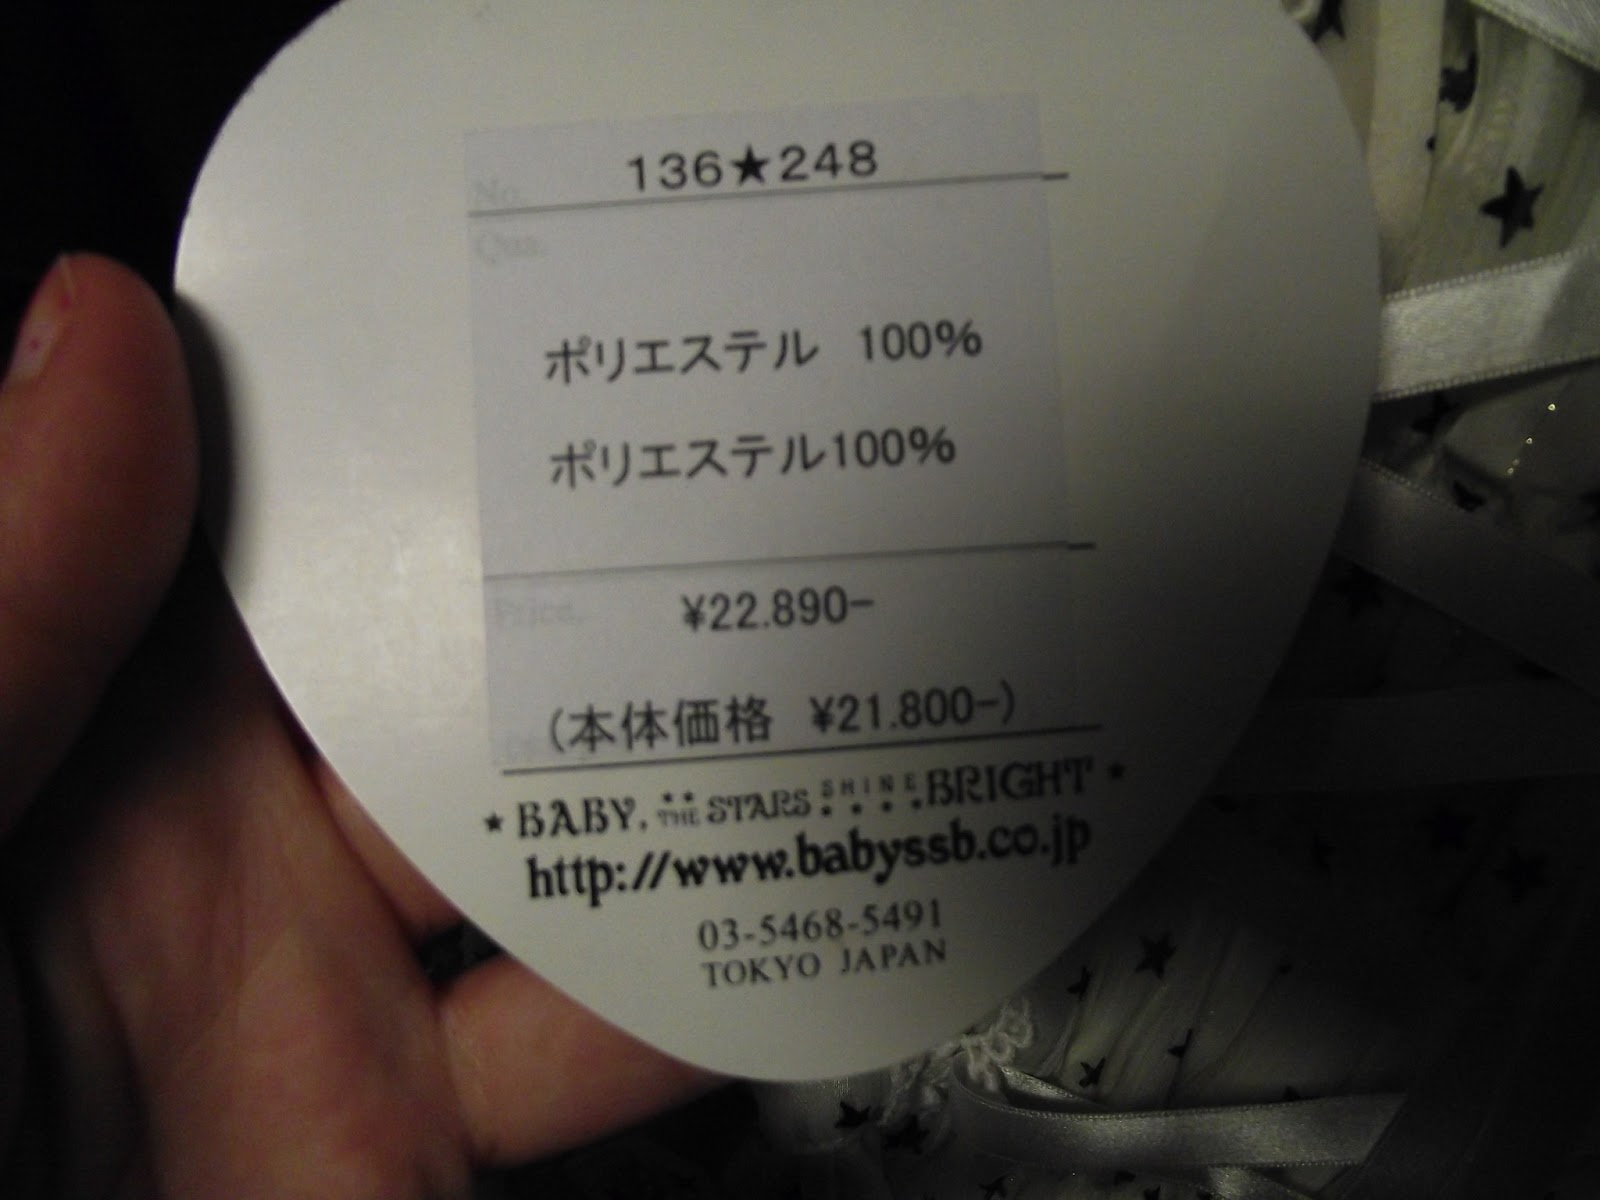 136★248
No.
Qua.
ポリエステル 100%
ポリエステル100%
Price. ¥22.890−
(本体価格 ¥21.800−)
★ BABY, THE STARS SHINE BRIGHT ★
http://www.babyssb.co.jp
03-5468-5491
TOKYO JAPAN